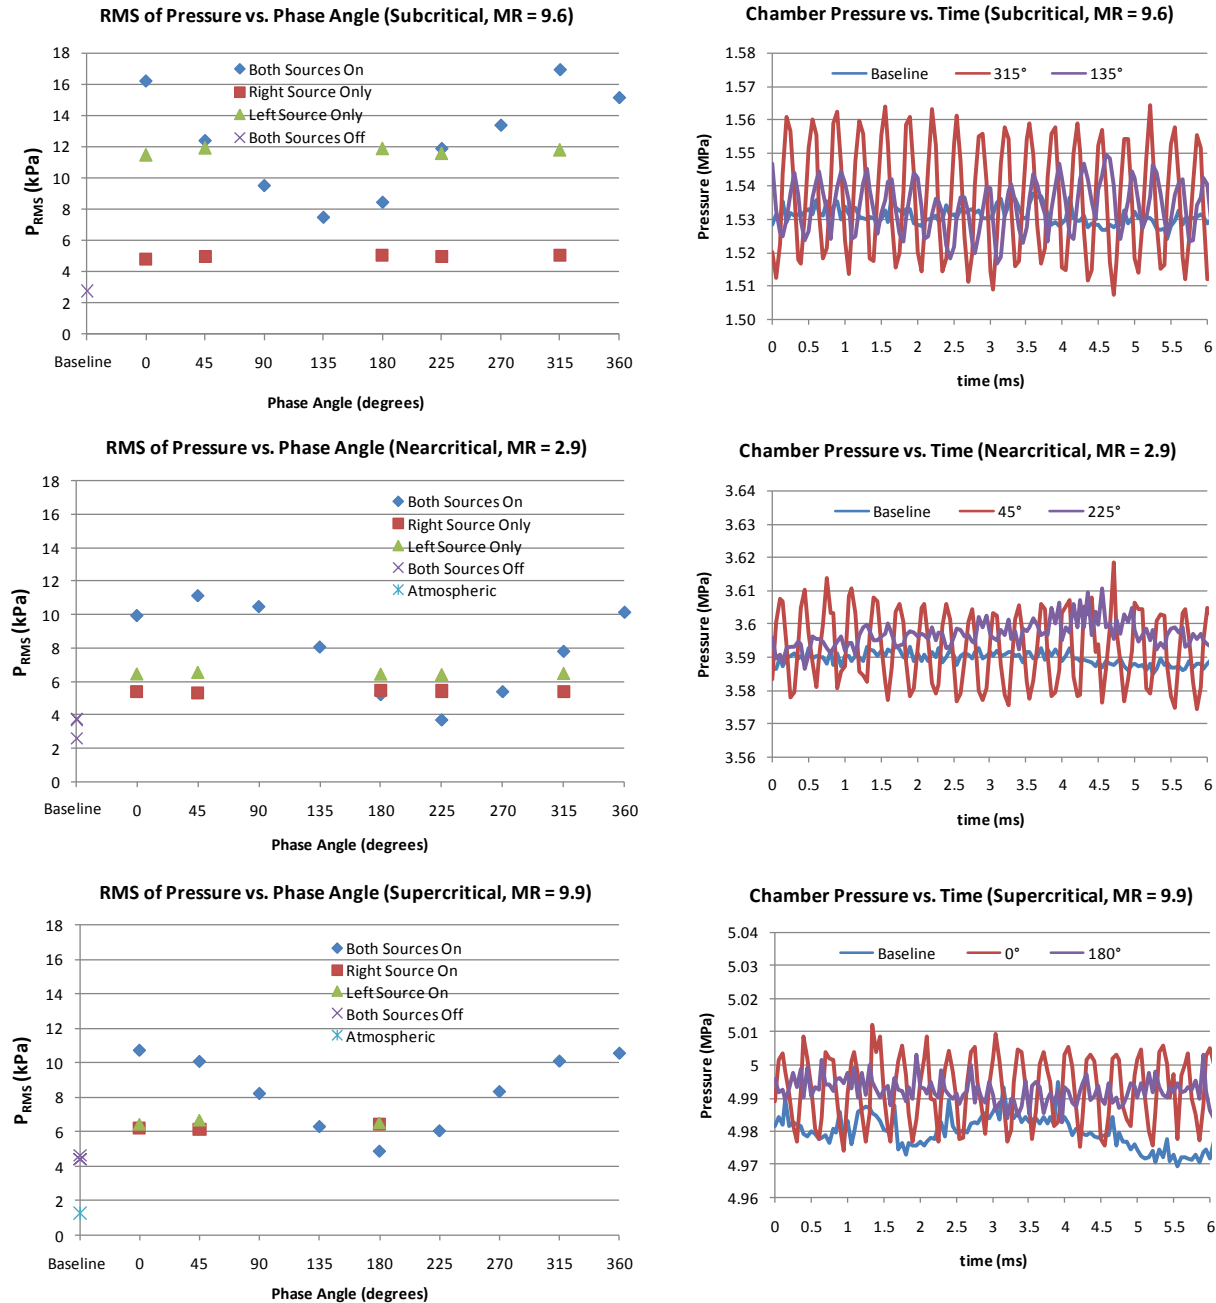 RMS of Pressure vs. Phase Angle (Subcritical, MR = 9.6)
18
16
14
12
10
8
6
4
2
0
P_RMS (kPa)
Both Sources On
Right Source Only
Left Source Only
Both Sources Off
Baseline 0 45 90 135 180 225 270 315 360
Phase Angle (degrees)
Chamber Pressure vs. Time (Subcritical, MR = 9.6)
1.58
1.57
1.56
1.55
1.54
1.53
1.52
1.51
1.50
Pressure (MPa)
Baseline 315° 135°
0 0.5 1 1.5 2 2.5 3 3.5 4 4.5 5 5.5 6
time (ms)
RMS of Pressure vs. Phase Angle (Nearcritical, MR = 2.9)
18
16
14
12
10
8
6
4
2
0
P_RMS (kPa)
Both Sources On
Right Source Only
Left Source Only
Both Sources Off
Atmospheric
Baseline 0 45 90 135 180 225 270 315 360
Phase Angle (degrees)
Chamber Pressure vs. Time (Nearcritical, MR = 2.9)
3.64
3.63
3.62
3.61
3.6
3.59
3.58
3.57
3.56
Pressure (MPa)
Baseline 45° 225°
0 0.5 1 1.5 2 2.5 3 3.5 4 4.5 5 5.5 6
time (ms)
RMS of Pressure vs. Phase Angle (Supercritical, MR = 9.9)
18
16
14
12
10
8
6
4
2
0
P_RMS (kPa)
Both Sources On
Right Source On
Left Source On
Both Sources Off
Atmospheric
Baseline 0 45 90 135 180 225 270 315 360
Phase Angle (degrees)
Chamber Pressure vs. Time (Supercritical, MR = 9.9)
5.04
5.03
5.02
5.01
5
4.99
4.98
4.97
4.96
Pressure (MPa)
Baseline 0° 180°
0 0.5 1 1.5 2 2.5 3 3.5 4 4.5 5 5.5 6
time (ms)